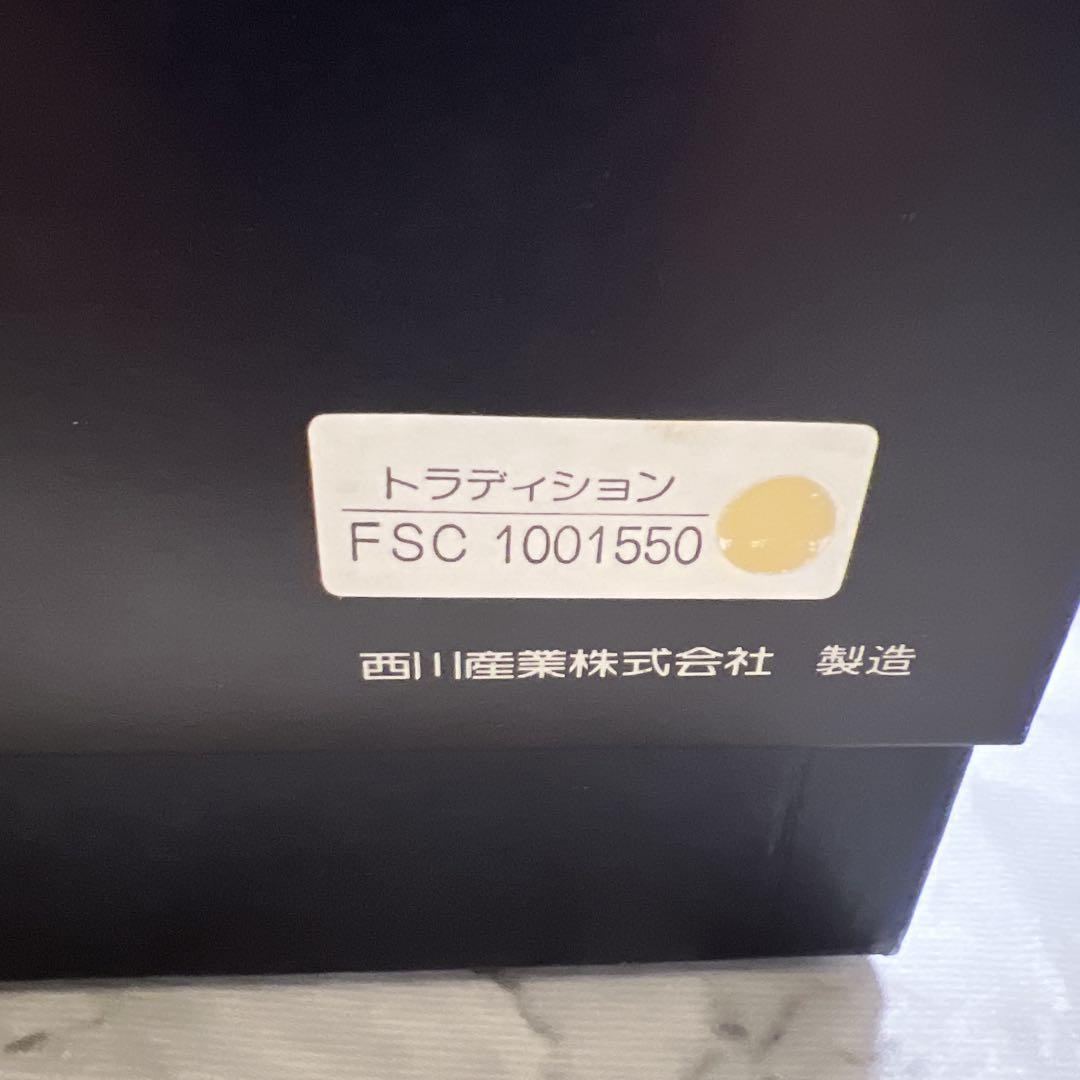 トラディション
FSC 1001550
西川産業株式会社　製造